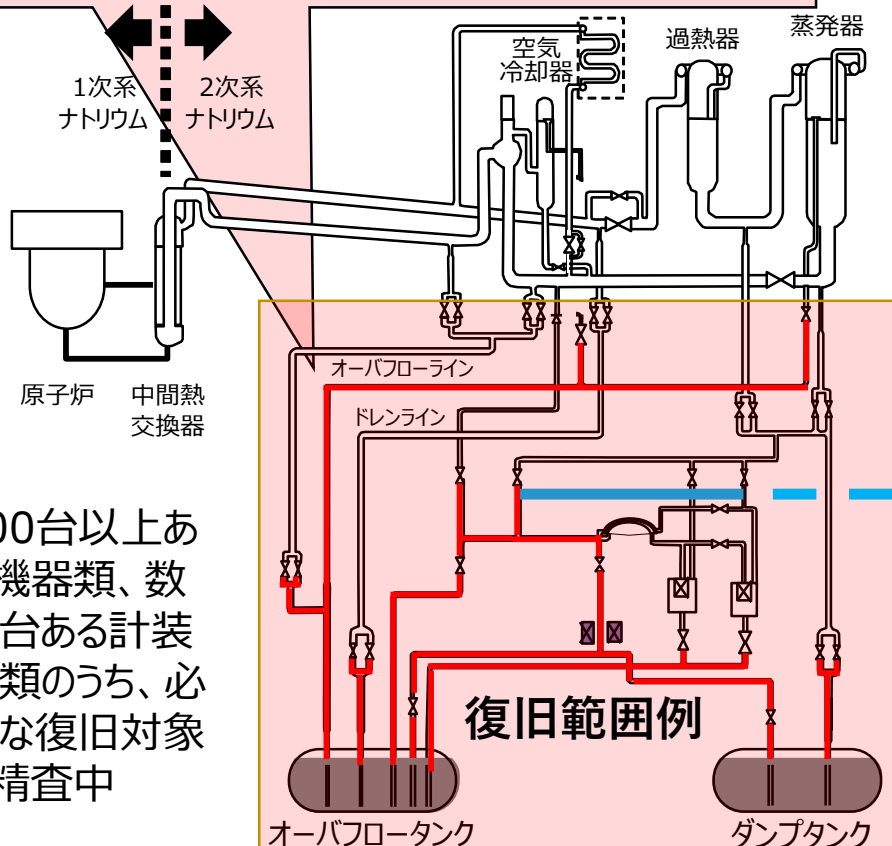 1次系
ナトリウム
2次系
ナトリウム
空気
冷却器
過熱器
蒸発器
原子炉
中間熱
交換器
オーバフローライン
ドレンライン
00台以上あ
機器類、数
台ある計装
類のうち、必
な復旧対象
精査中
復旧範囲例
オーバフロータンク
ダンプタンク